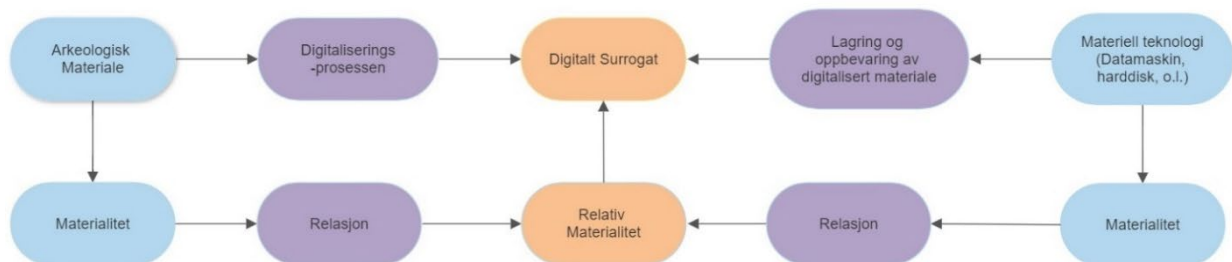 Arkeologisk
Materiale
Digitaliserings
-prosessen
Digitalt Surrogat
Lagring og
oppbevaring av
digitalisert materiale
Materiell teknologi
(Datamaskin,
harddisk, o.l.)
Materialitet
Relasjon
Relativ
Materialitet
Relasjon
Materialitet